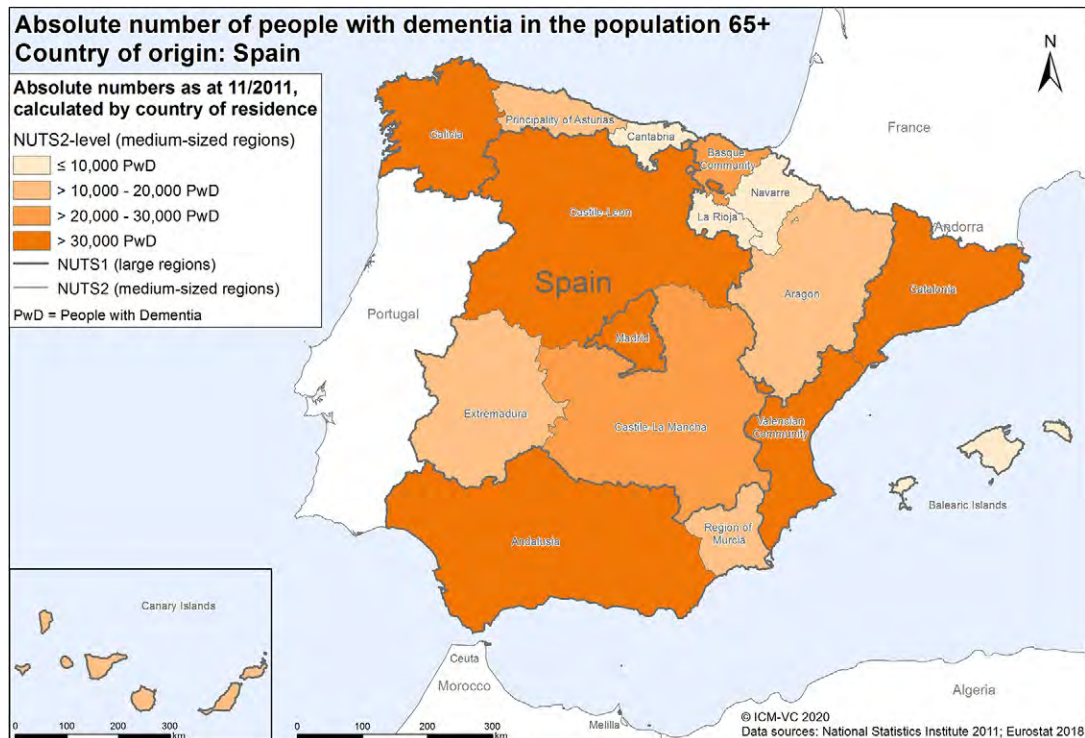 Absolute number of people with dementia in the population 65+
Country of origin: Spain
Absolute numbers as at 11/2011,
calculated by country of residence
NUTS2-level (medium-sized regions)
≤ 10,000 PwD
> 10,000 - 20,000 PwD
> 20,000 - 30,000 PwD
> 30,000 PwD
NUTS1 (large regions)
NUTS2 (medium-sized regions)
PwD = People with Dementia
N
France
Galicia
Principality of Asturias
Cantabria
Basque
Community
Navarre
La Rioja
Andorra
Castile-Leon
Spain
Aragon
Catalonia
Portugal
Madrid
Extremadura
Castile-La Mancha
Valencian
Community
Balearic Islands
Region of
Murcia
Andalusia
Canary Islands
Ceuta
Morocco
Melilla
Algeria
0 50 100 200 300
km
0 50 100 200 300
km
© ICM-VC 2020
Data sources: National Statistics Institute 2011; Eurostat 2018